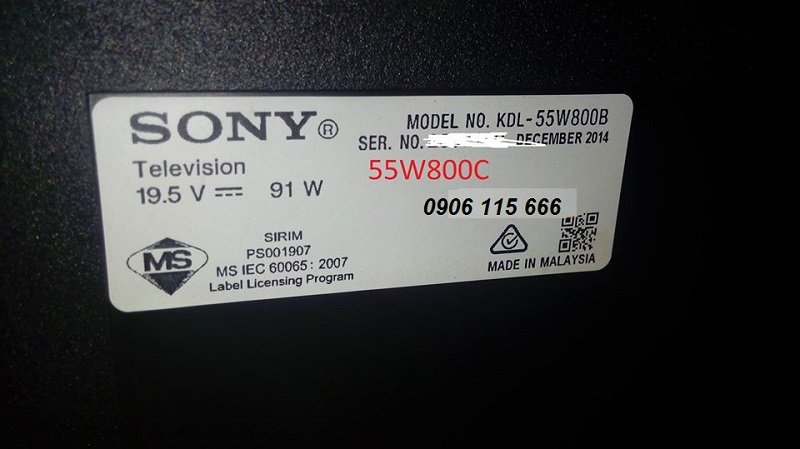 SONY®
MODEL NO. KDL-55W800B
SER. NO. DECEMBER 2014
Television
55W800C
19.5 V ⎓ 91 W
0906 115 666
SIRIM
PS001907
MS
MS IEC 60065 : 2007
Label Licensing Program
MADE IN MALAYSIA